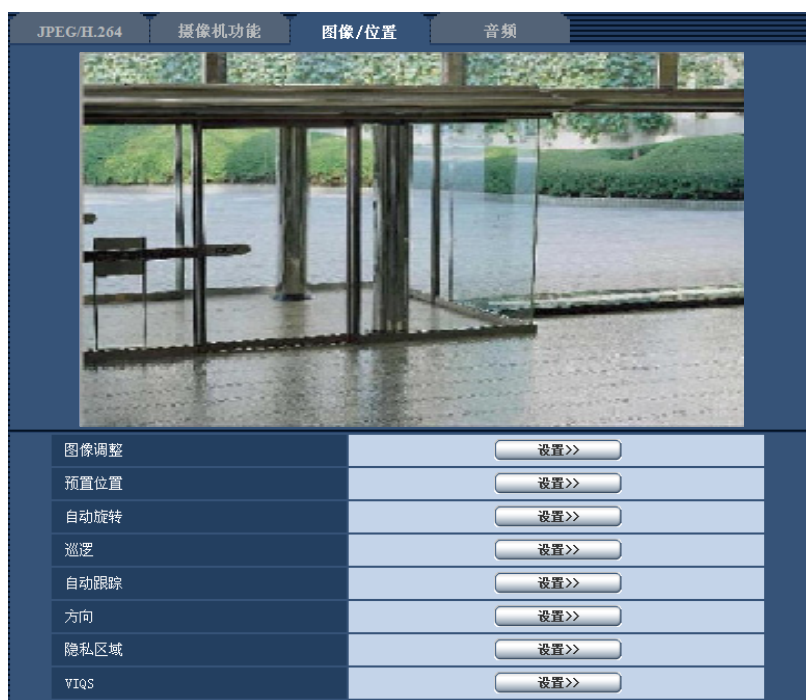 JPEG/H.264 摄像机功能 图像/位置 音频
图像调整 设置>>
预置位置 设置>>
自动旋转 设置>>
巡逻 设置>>
自动跟踪 设置>>
方向 设置>>
隐私区域 设置>>
VIQS 设置>>